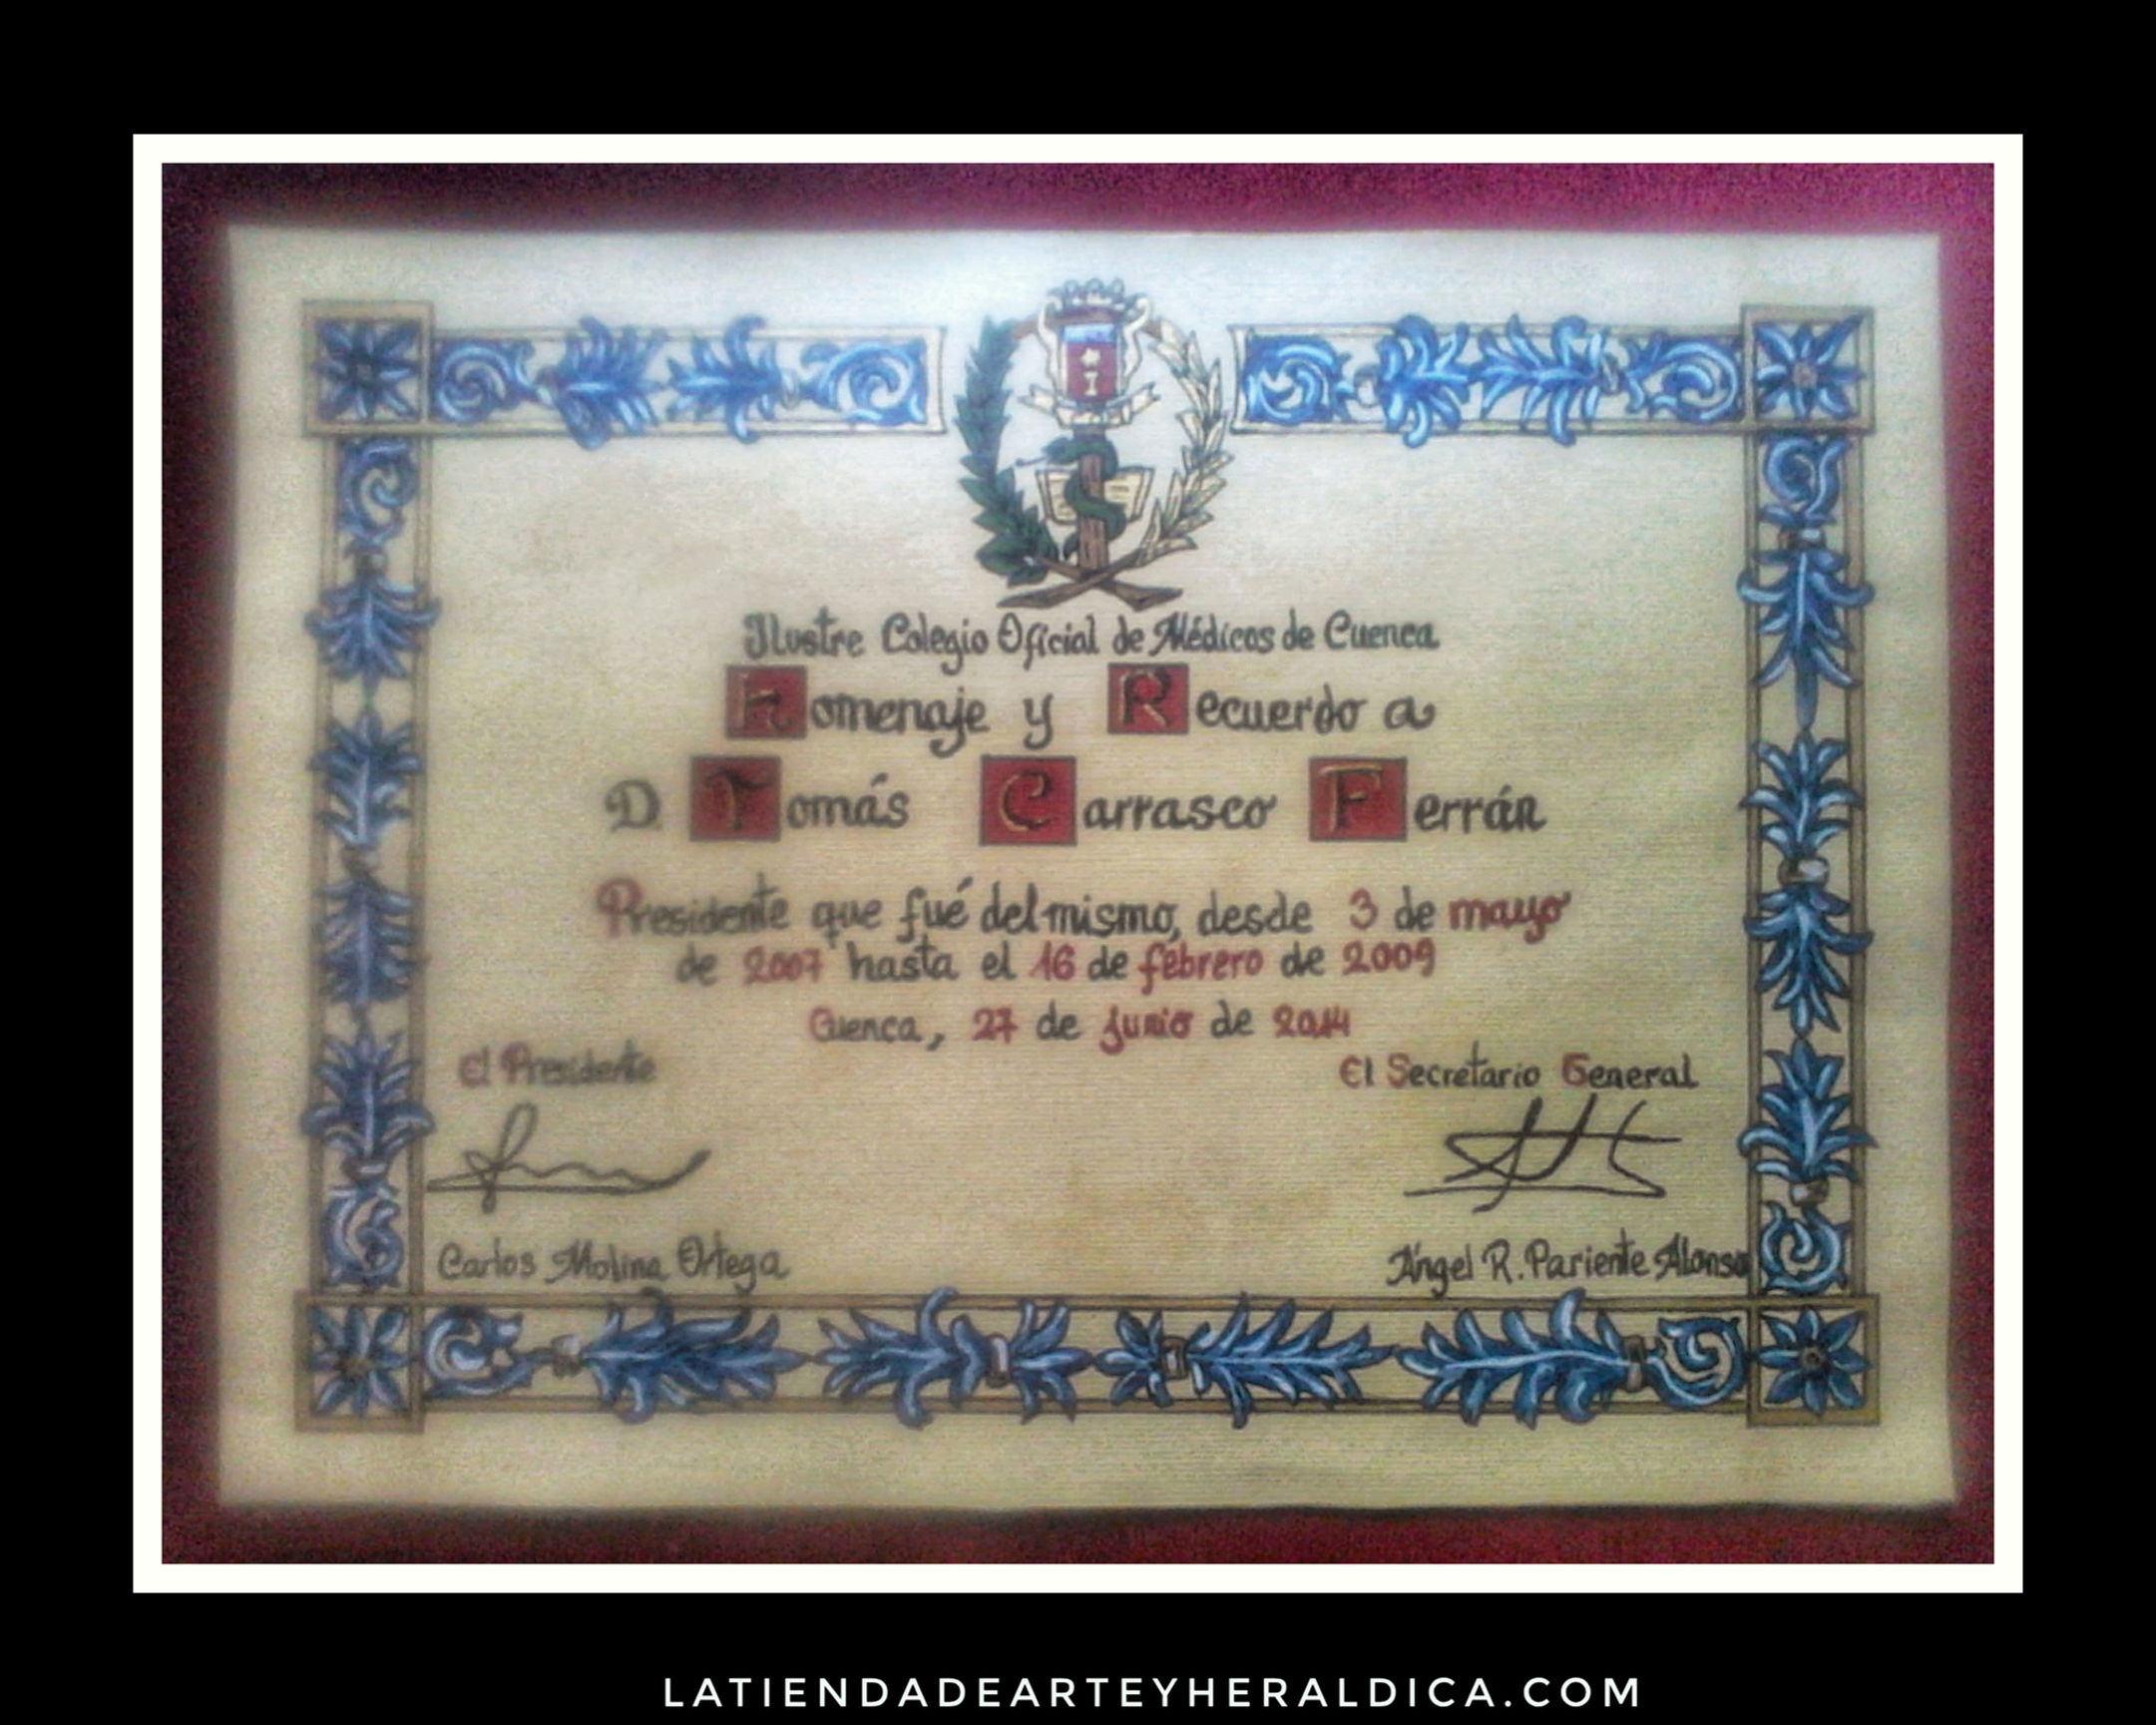 Ilustre Colegio Oficial de Médicos de Cuenca
Homenaje y Recuerdo a
D. Tomás Carrasco Ferrán
Presidente que fué del mismo, desde 3 de mayo
de 2007 hasta el 16 de febrero de 2009
Cuenca, 27 de Junio de 2014
El Presidente
El Secretario General
Carlos Molina Ortega
Ángel R. Pariente Alonso
LATIENDADEARTEYHERALDICA.COM